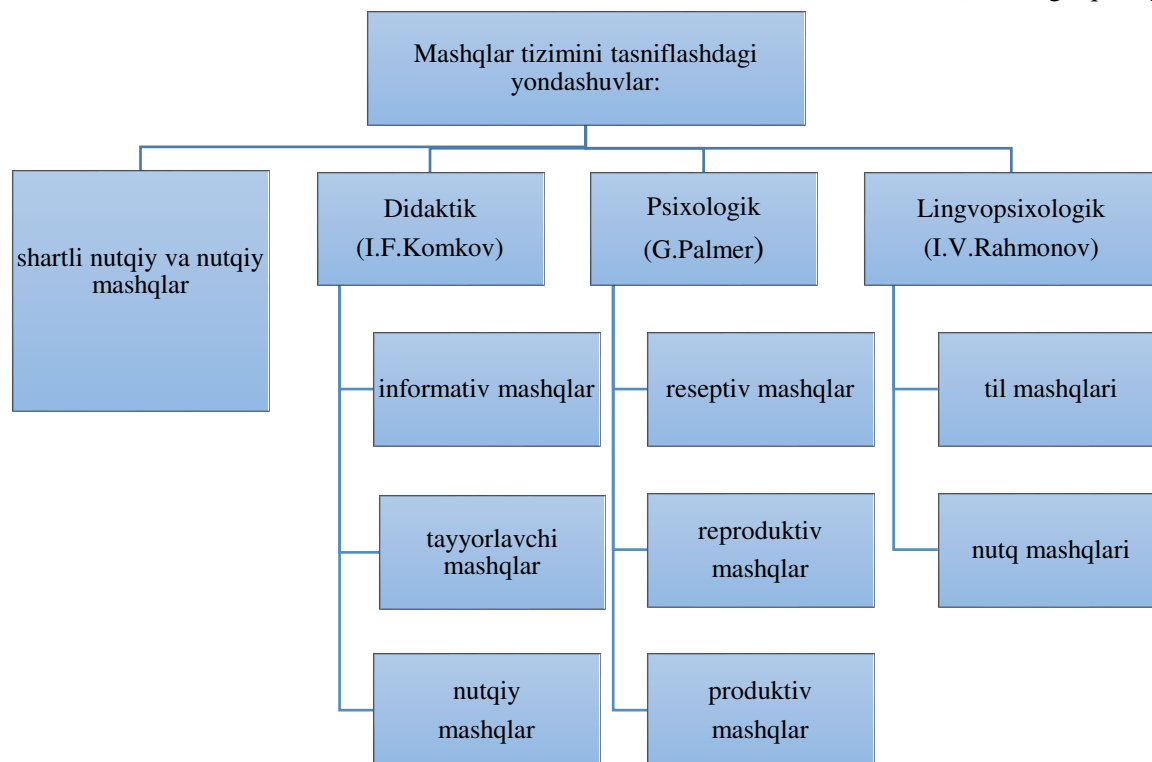 Mashqlar tizimini tasniflashdagi
yondashuvlar:
shartli nutqiy va nutqiy
mashqlar
Didaktik
(I.F.Komkov)
informativ mashqlar
tayyorlavchi
mashqlar
nutqiy
mashqlar
Psixologik
(G.Palmer)
reseptiv mashqlar
reproduktiv
mashqlar
produktiv
mashqlar
Lingvopsixologik
(I.V.Rahmonov)
til mashqlari
nutq mashqlari